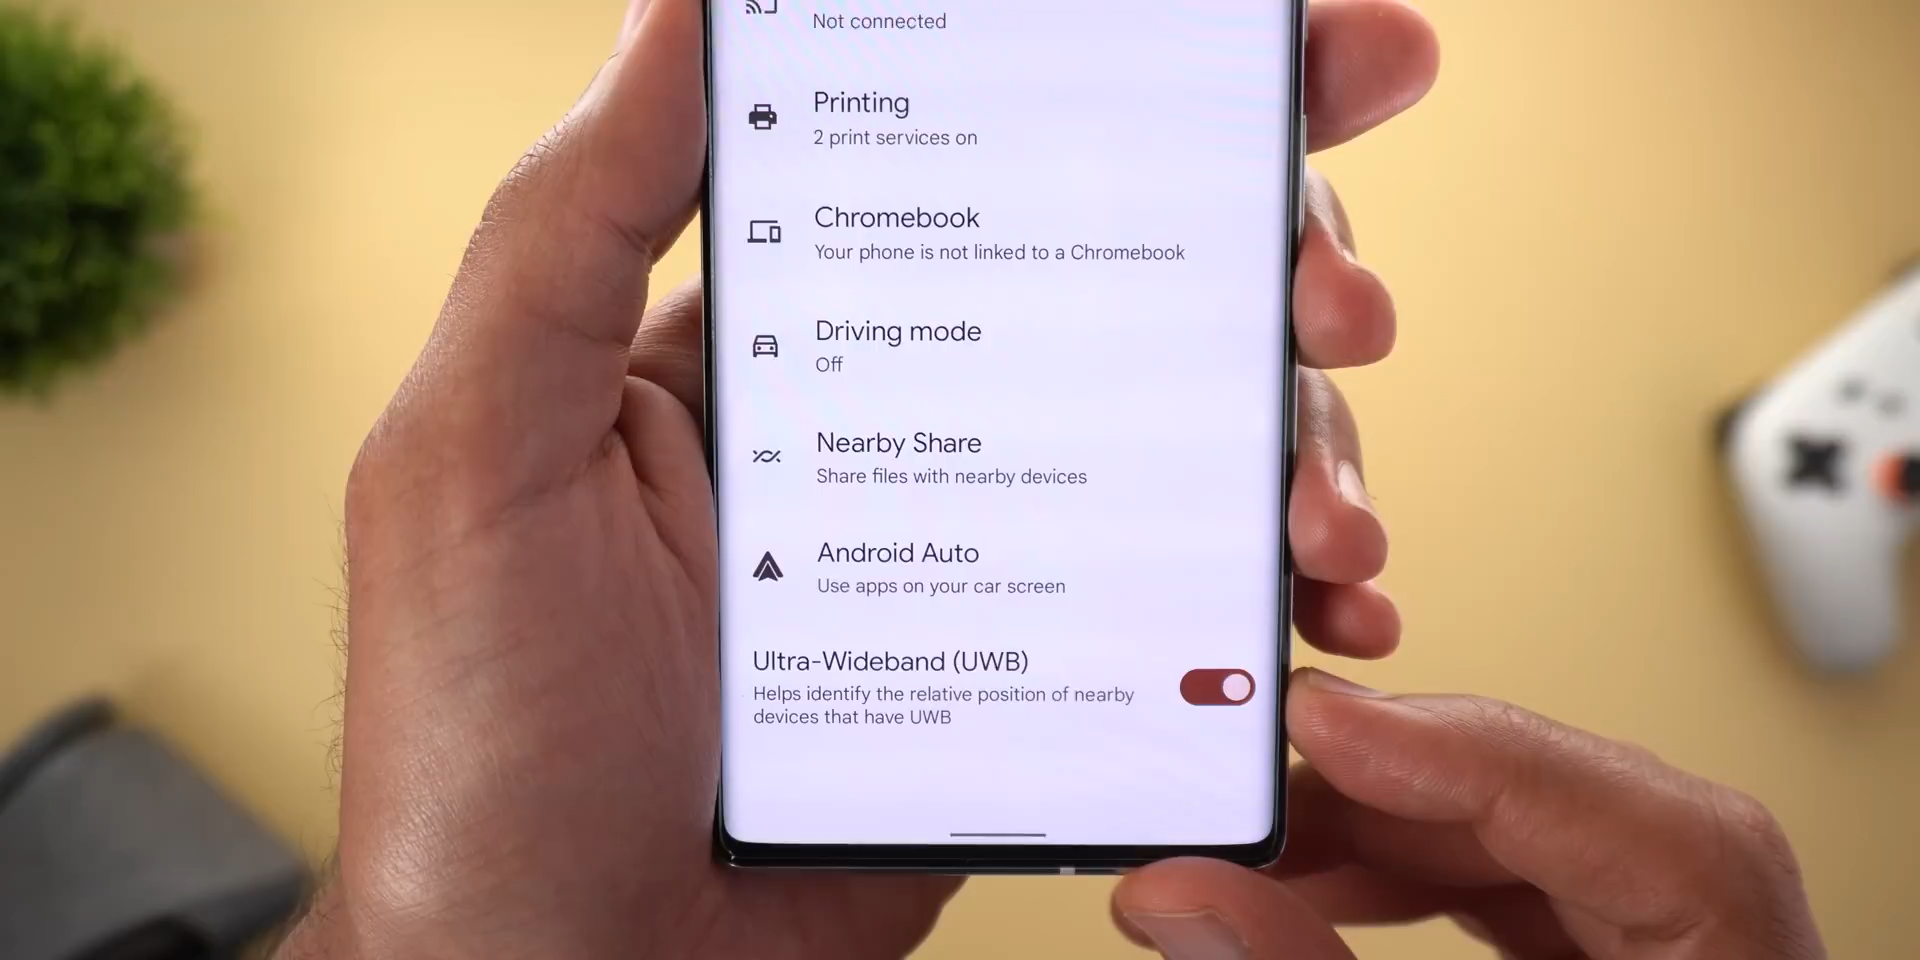 Not connected
Printing
2 print services on
Chromebook
Your phone is not linked to a Chromebook
Driving mode
Off
Nearby Share
Share files with nearby devices
Android Auto
Use apps on your car screen
Ultra-Wideband (UWB)
Helps identify the relative position of nearby
devices that have UWB